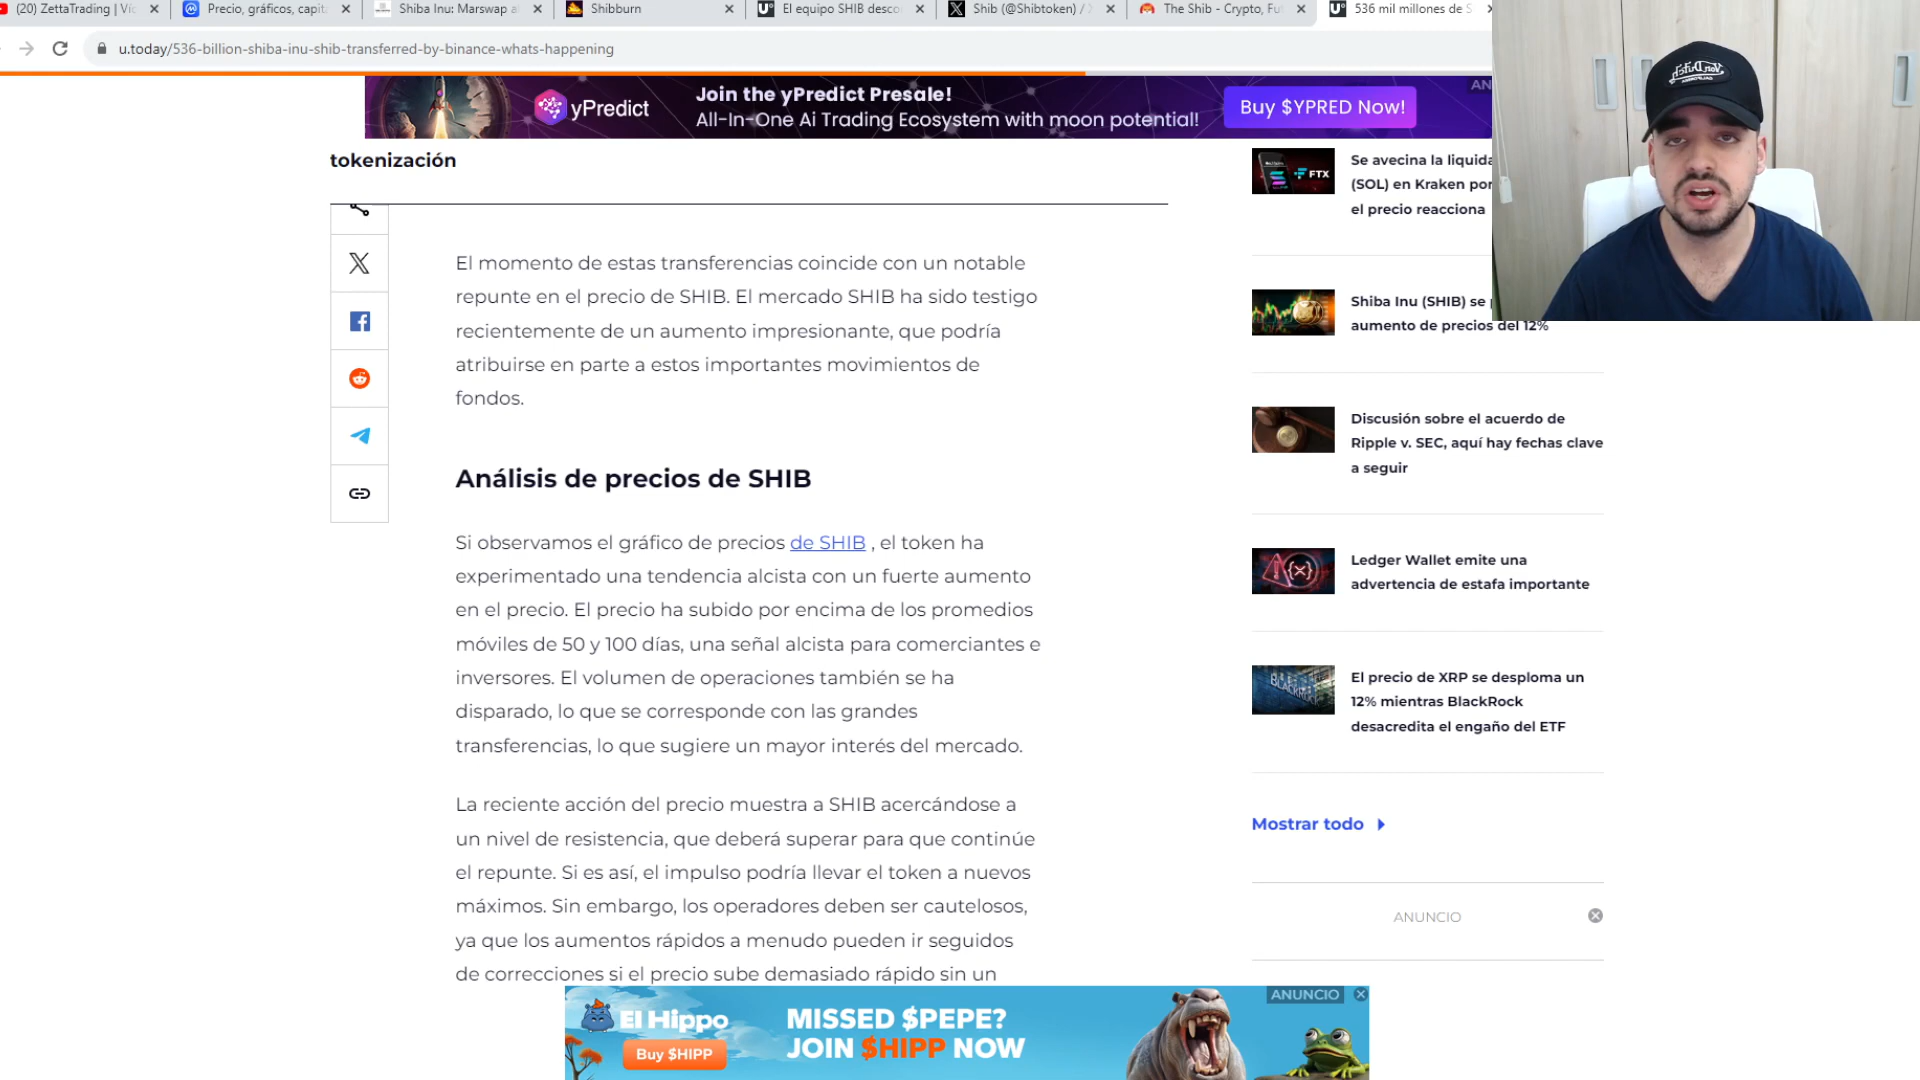 (20) ZettaTrading | Víc
Precio, gráficos, capit
Shiba Inu: Marswap a
Shibburn
El equipo SHIB desco
Shib (@Shibtoken) /
The Shib - Crypto, Fu
536 mil millones de S
u.today/536-billion-shiba-inu-shib-transferred-by-binance-whats-happening
yPredict
Join the yPredict Presale!
All-In-One Ai Trading Ecosystem with moon potential!
Buy $YPRED Now!
AN
tokenización
El momento de estas transferencias coincide con un notable
repunte en el precio de SHIB. El mercado SHIB ha sido testigo
recientemente de un aumento impresionante, que podría
atribuirse en parte a estos importantes movimientos de
fondos.
Análisis de precios de SHIB
Si observamos el gráfico de precios de SHIB , el token ha
experimentado una tendencia alcista con un fuerte aumento
en el precio. El precio ha subido por encima de los promedios
móviles de 50 y 100 días, una señal alcista para comerciantes e
inversores. El volumen de operaciones también se ha
disparado, lo que se corresponde con las grandes
transferencias, lo que sugiere un mayor interés del mercado.
La reciente acción del precio muestra a SHIB acercándose a
un nivel de resistencia, que deberá superar para que continúe
el repunte. Si es así, el impulso podría llevar el token a nuevos
máximos. Sin embargo, los operadores deben ser cautelosos,
ya que los aumentos rápidos a menudo pueden ir seguidos
de correcciones si el precio sube demasiado rápido sin un
FTX
Se avecina la liquida
(SOL) en Kraken por
el precio reacciona
Shiba Inu (SHIB) se
aumento de precios del 12%
Discusión sobre el acuerdo de
Ripple v. SEC, aquí hay fechas clave
a seguir
Ledger Wallet emite una
advertencia de estafa importante
BLACKROCK
El precio de XRP se desploma un
12% mientras BlackRock
desacredita el engaño del ETF
Mostrar todo
ANUNCIO
El Hippo
Buy $HIPP
MISSED $PEPE?
JOIN $HIPP NOW
ANUNCIO